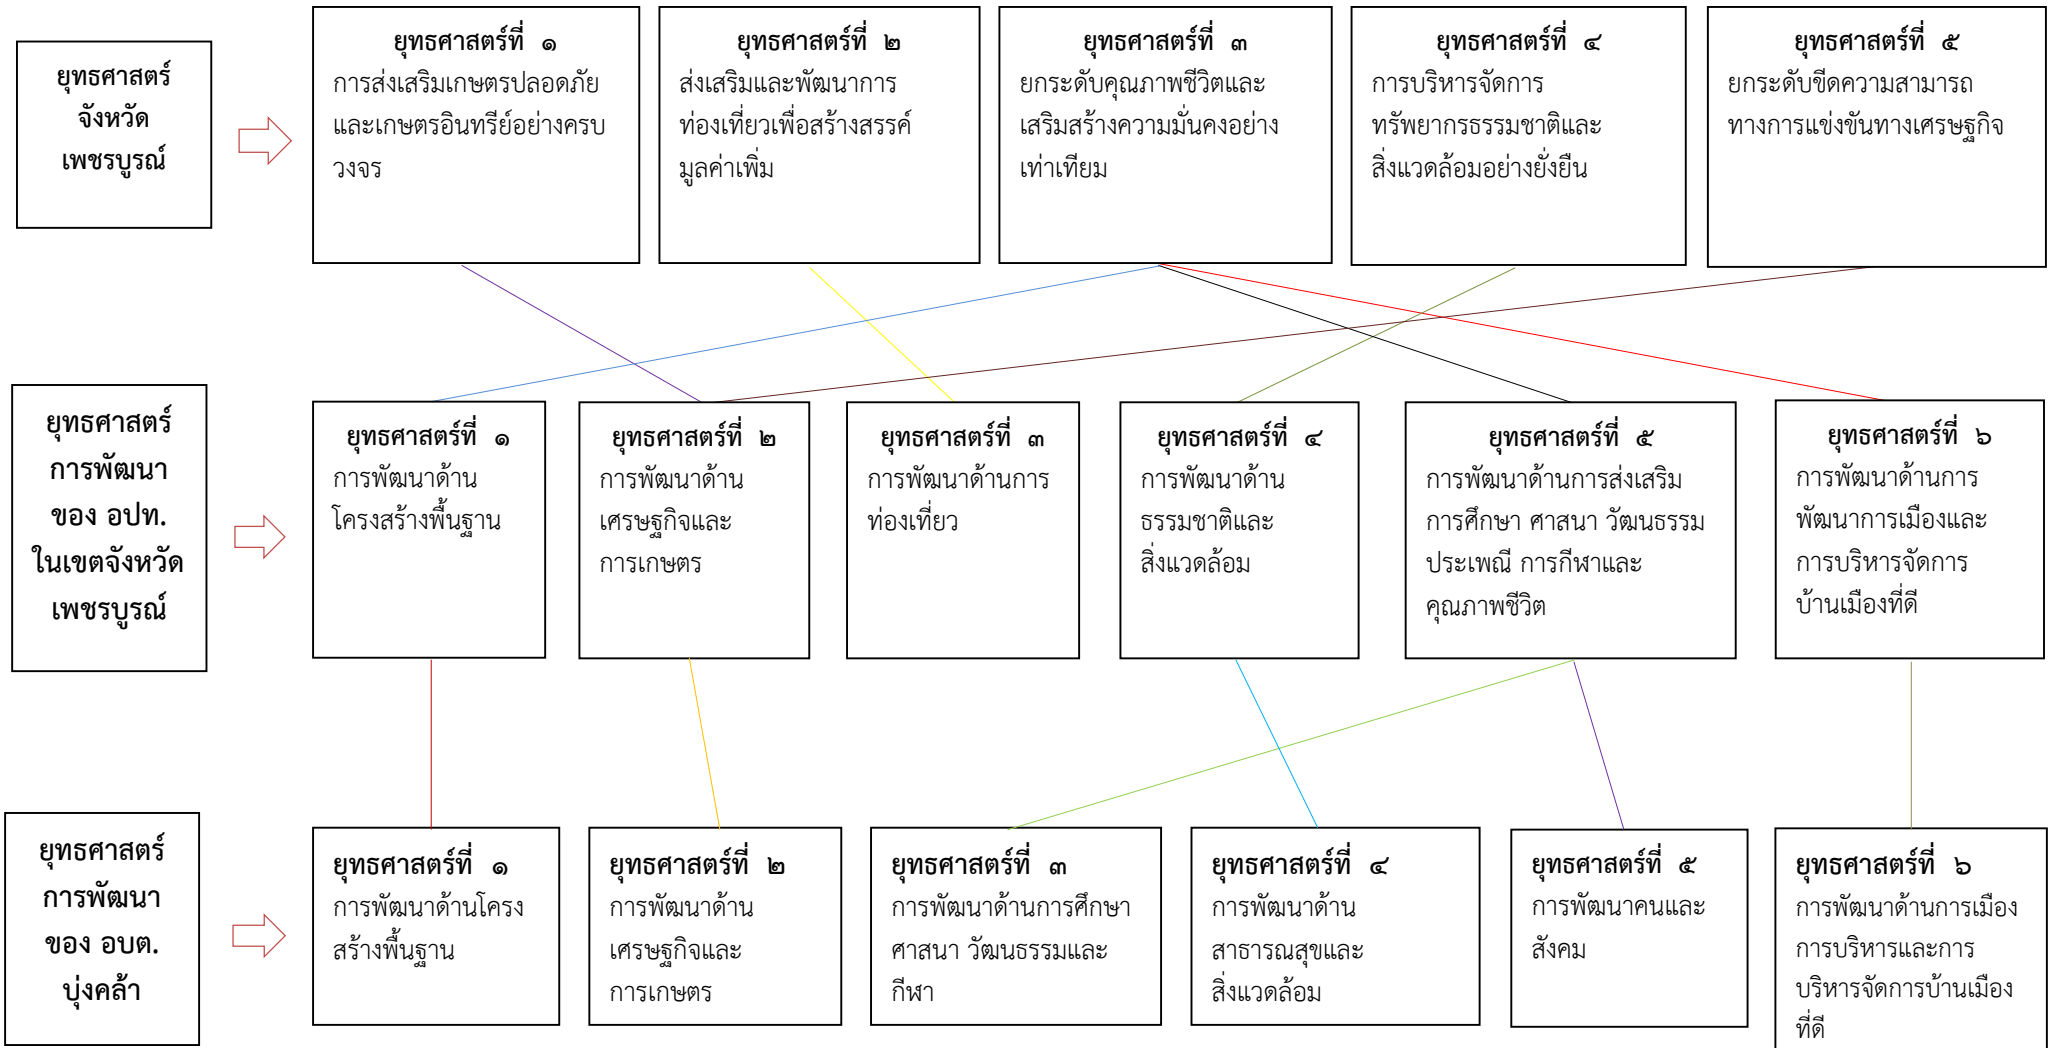 ยุทธศาสตร์
จังหวัด
เพชรบูรณ์
ยุทธศาสตร์ที่ ๑
การส่งเสริมเกษตรปลอดภัย
และเกษตรอินทรีย์อย่างครบ
วงจร
ยุทธศาสตร์ที่ ๒
ส่งเสริมและพัฒนาการ
ท่องเที่ยวเพื่อสร้างสรรค์
มูลค่าเพิ่ม
ยุทธศาสตร์ที่ ๓
ยกระดับคุณภาพชีวิตและ
เสริมสร้างความมั่นคงอย่าง
เท่าเทียม
ยุทธศาสตร์ที่ ๔
การบริหารจัดการ
ทรัพยากรธรรมชาติและ
สิ่งแวดล้อมอย่างยั่งยืน
ยุทธศาสตร์ที่ ๕
ยกระดับขีดความสามารถ
ทางการแข่งขันทางเศรษฐกิจ
ยุทธศาสตร์
การพัฒนา
ของ อปท.
ในเขตจังหวัด
เพชรบูรณ์
ยุทธศาสตร์ที่ ๑
การพัฒนาด้าน
โครงสร้างพื้นฐาน
ยุทธศาสตร์ที่ ๒
การพัฒนาด้าน
เศรษฐกิจและ
การเกษตร
ยุทธศาสตร์ที่ ๓
การพัฒนาด้านการ
ท่องเที่ยว
ยุทธศาสตร์ที่ ๔
การพัฒนาด้าน
ธรรมชาติและ
สิ่งแวดล้อม
ยุทธศาสตร์ที่ ๕
การพัฒนาด้านการส่งเสริม
การศึกษา ศาสนา วัฒนธรรม
ประเพณี การกีฬาและ
คุณภาพชีวิต
ยุทธศาสตร์ที่ ๖
การพัฒนาด้านการ
พัฒนาการเมืองและ
การบริหารจัดการ
บ้านเมืองที่ดี
ยุทธศาสตร์
การพัฒนา
ของ อบต.
บุ่งคล้า
ยุทธศาสตร์ที่ ๑
การพัฒนาด้านโครง
สร้างพื้นฐาน
ยุทธศาสตร์ที่ ๒
การพัฒนาด้าน
เศรษฐกิจและ
การเกษตร
ยุทธศาสตร์ที่ ๓
การพัฒนาด้านการศึกษา
ศาสนา วัฒนธรรมและ
กีฬา
ยุทธศาสตร์ที่ ๔
การพัฒนาด้าน
สาธารณสุขและ
สิ่งแวดล้อม
ยุทธศาสตร์ที่ ๕
การพัฒนาคนและ
สังคม
ยุทธศาสตร์ที่ ๖
การพัฒนาด้านการเมือง
การบริหารและการ
บริหารจัดการบ้านเมือง
ที่ดี